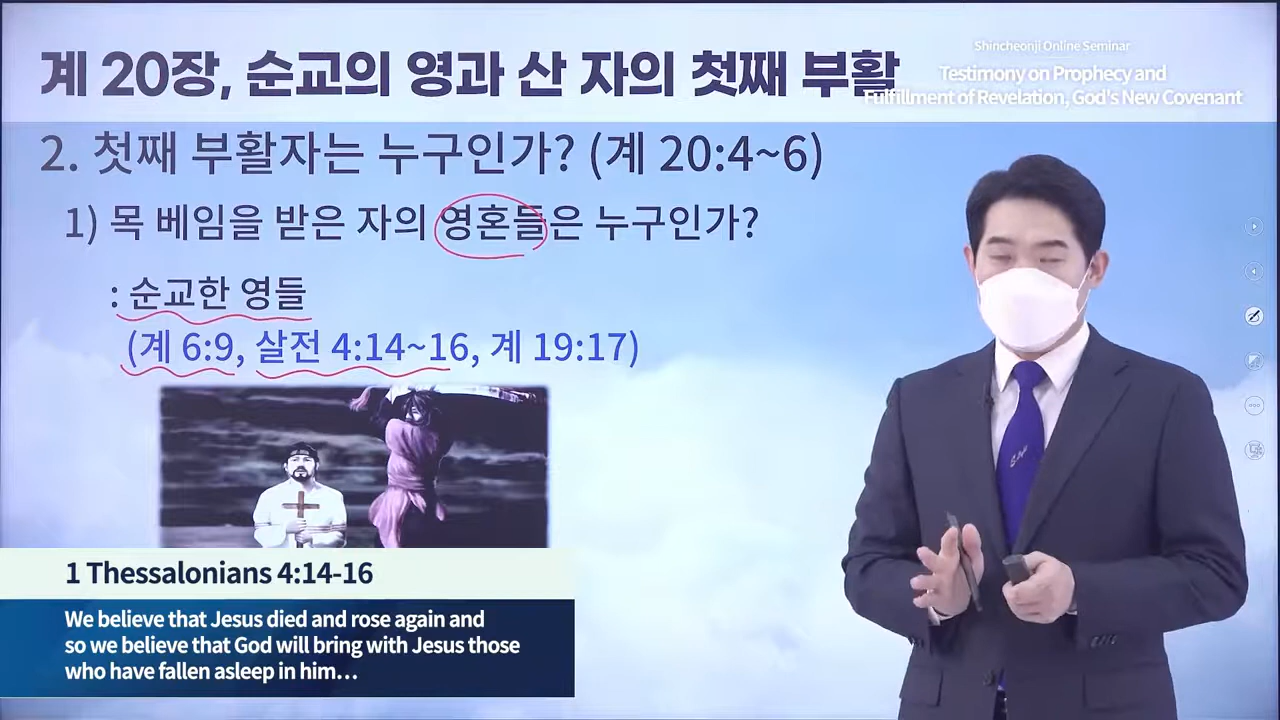 계 20장, 순교의 영과 산 자의 첫째 부활
Shincheonji Online Seminar
Testimony on Prophecy and
Fulfillment of Revelation, God's New Covenant
2. 첫째 부활자는 누구인가? (계 20:4~6)
1) 목 베임을 받은 자의 영혼들은 누구인가?
: 순교한 영들
(계 6:9, 살전 4:14~16, 계 19:17)
1 Thessalonians 4:14-16
We believe that Jesus died and rose again and
so we believe that God will bring with Jesus those
who have fallen asleep in him…